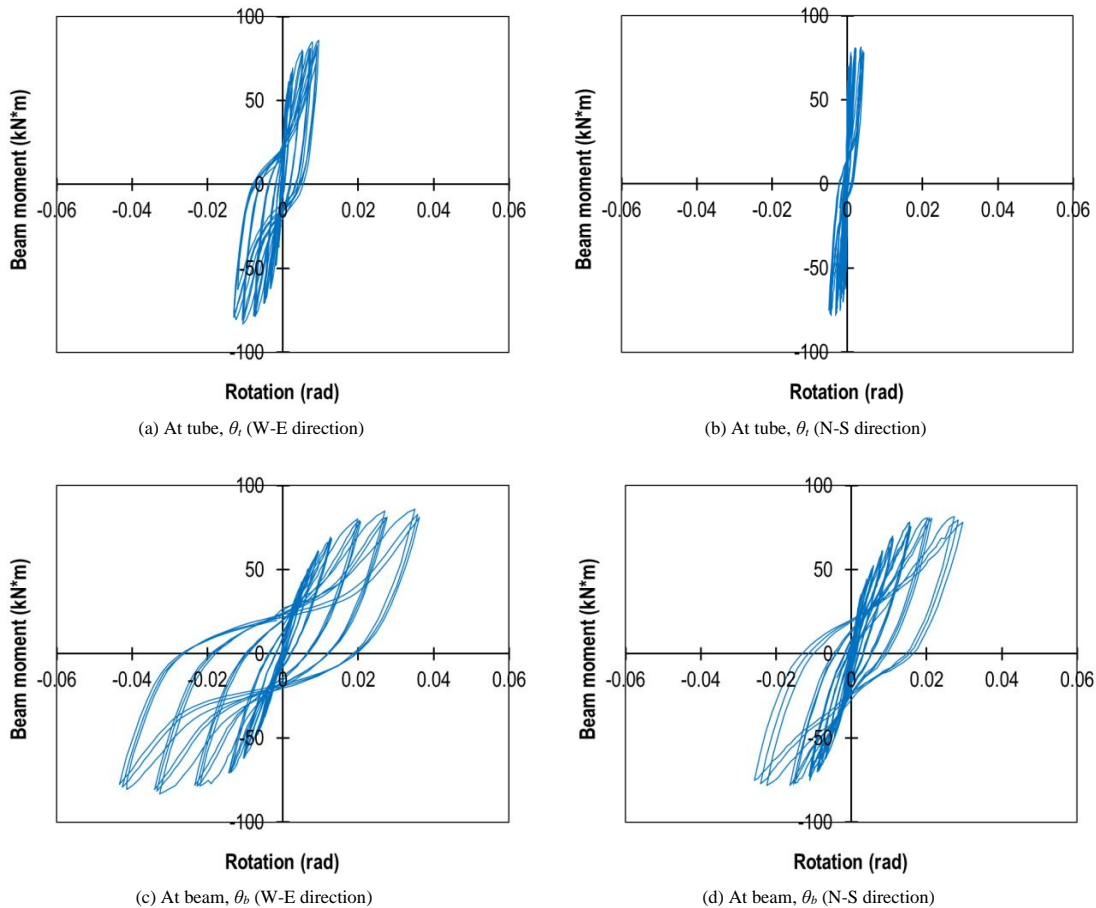 100
50
0
-50
-100
-0.06 -0.04 -0.02 0 0.02 0.04 0.06
Beam moment (kN*m)
Rotation (rad)
(a) At tube, θt (W-E direction)
100
50
0
-50
-100
-0.06 -0.04 -0.02 0 0.02 0.04 0.06
Beam moment (kN*m)
Rotation (rad)
(b) At tube, θt (N-S direction)
100
50
0
-50
-100
-0.06 -0.04 -0.02 0 0.02 0.04 0.06
Beam moment (kN*m)
Rotation (rad)
(c) At beam, θb (W-E direction)
100
50
0
-50
-100
-0.06 -0.04 -0.02 0 0.02 0.04 0.06
Beam moment (kN*m)
Rotation (rad)
(d) At beam, θb (N-S direction)